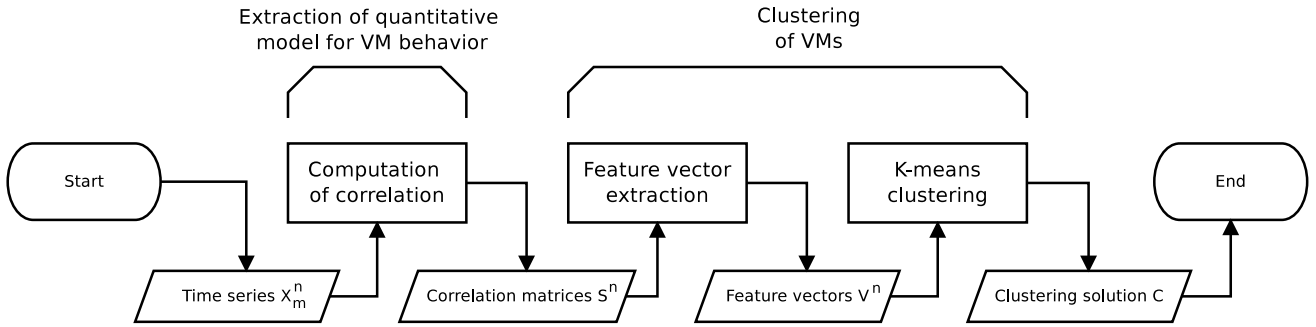 Extraction of quantitative
model for VM behavior
Clustering
of VMs
Start
Computation
of correlation
Feature vector
extraction
K-means
clustering
End
Time series X_m^n
Correlation matrices S^n
Feature vectors V^n
Clustering solution C